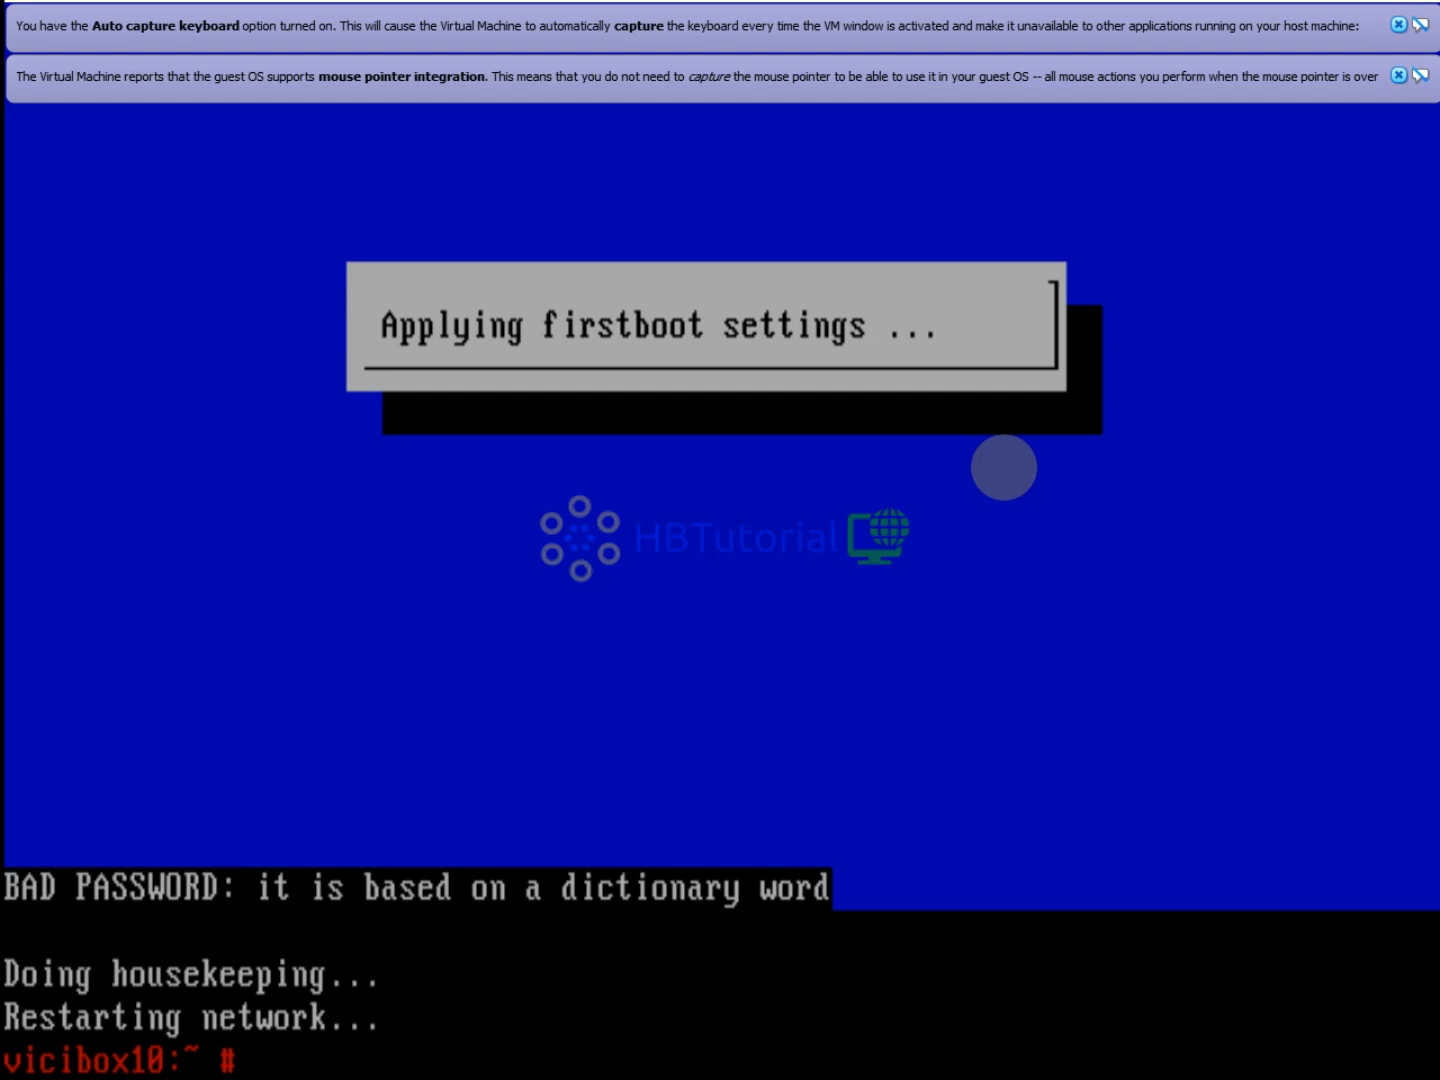 You have the Auto capture keyboard option turned on. This will cause the Virtual Machine to automatically capture the keyboard every time the VM window is activated and make it unavailable to other applications running on your host machine:
The Virtual Machine reports that the guest OS supports mouse pointer integration. This means that you do not need to capture the mouse pointer to be able to use it in your guest OS -- all mouse actions you perform when the mouse pointer is over
Applying firstboot settings ...
HBTutorial
BAD PASSWORD: it is based on a dictionary word
Doing housekeeping...
Restarting network...
vicibox10:~ #